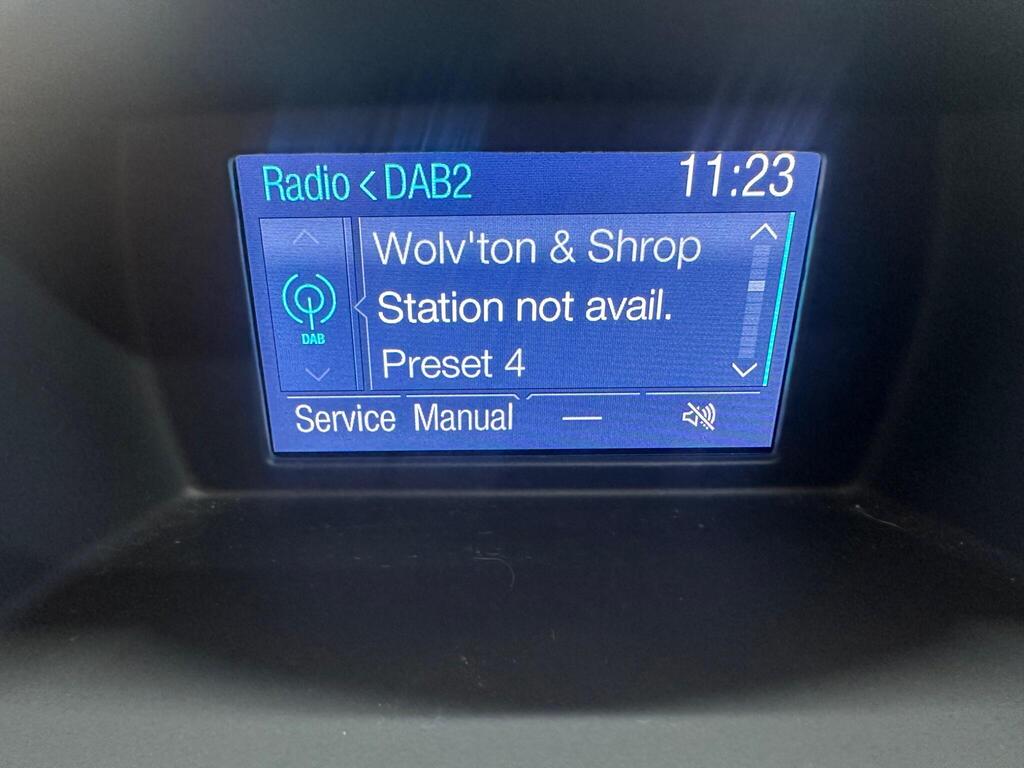 Radio < DAB2 11:23
Wolv'ton & Shrop
Station not avail.
DAB
Preset 4
Service Manual —